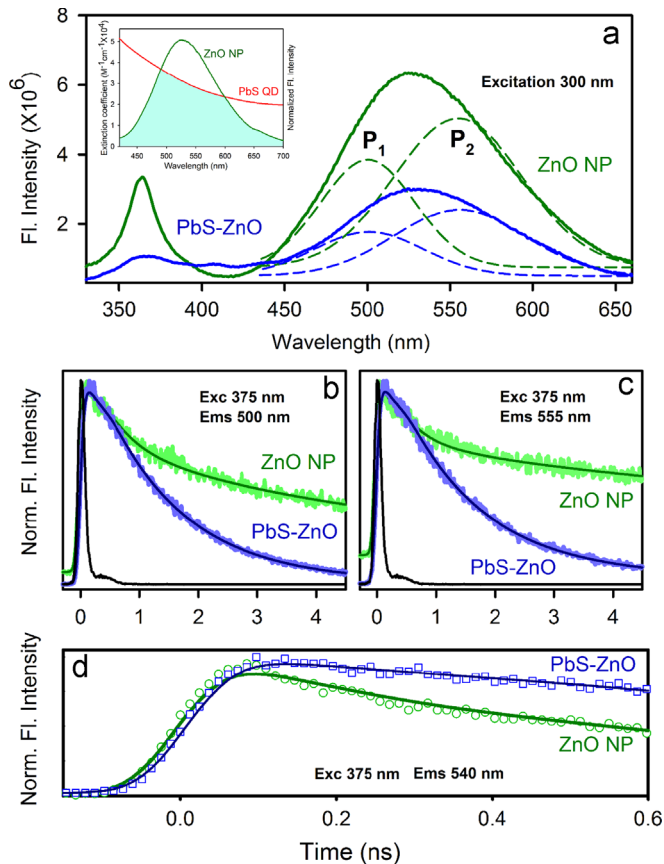 a
Excitation 300 nm
8
6
4
2
Fl. Intensity (X10⁶)
P₁
P₂
ZnO NP
PbS-ZnO
350 400 450 500 550 600 650
Wavelength (nm)
Extinction coefficient (M⁻¹cm⁻¹X10⁴)
5
4
3
2
1
0
ZnO NP
PbS QD
Normalized Fl. Intensity
450 500 550 600 650 700
Wavelength (nm)
b
Exc 375 nm
Ems 500 nm
Norm. Fl. Intensity
ZnO NP
PbS-ZnO
0 1 2 3 4
c
Exc 375 nm
Ems 555 nm
ZnO NP
PbS-ZnO
0 1 2 3 4
d
Norm. Fl. Intensity
PbS-ZnO
ZnO NP
Exc 375 nm Ems 540 nm
0.0 0.2 0.4 0.6
Time (ns)